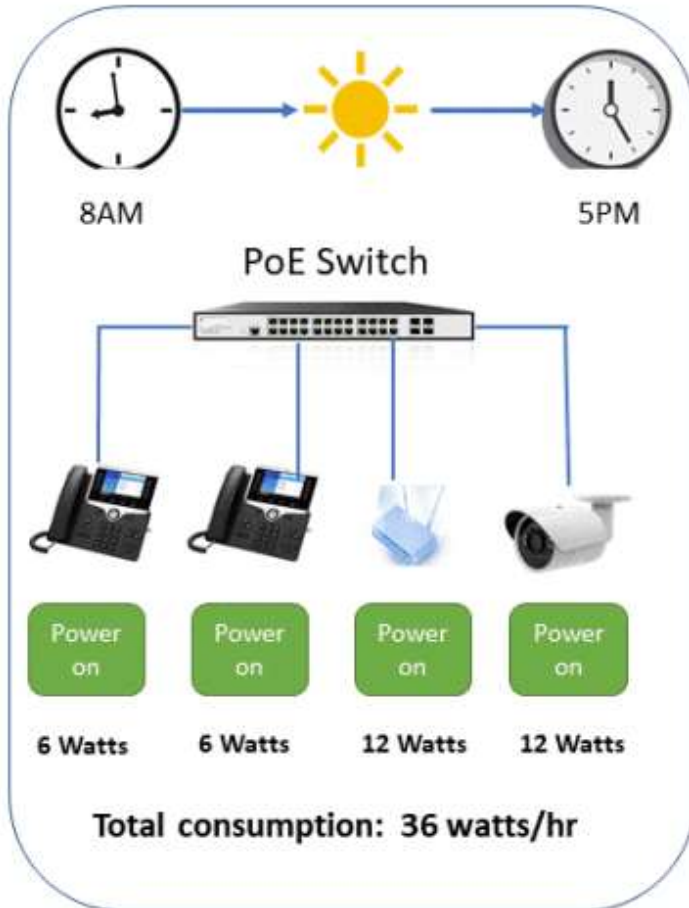 8AM
5PM
PoE Switch
Power
on
Power
on
Power
on
Power
on
6 Watts
6 Watts
12 Watts
12 Watts
Total consumption: 36 watts/hr